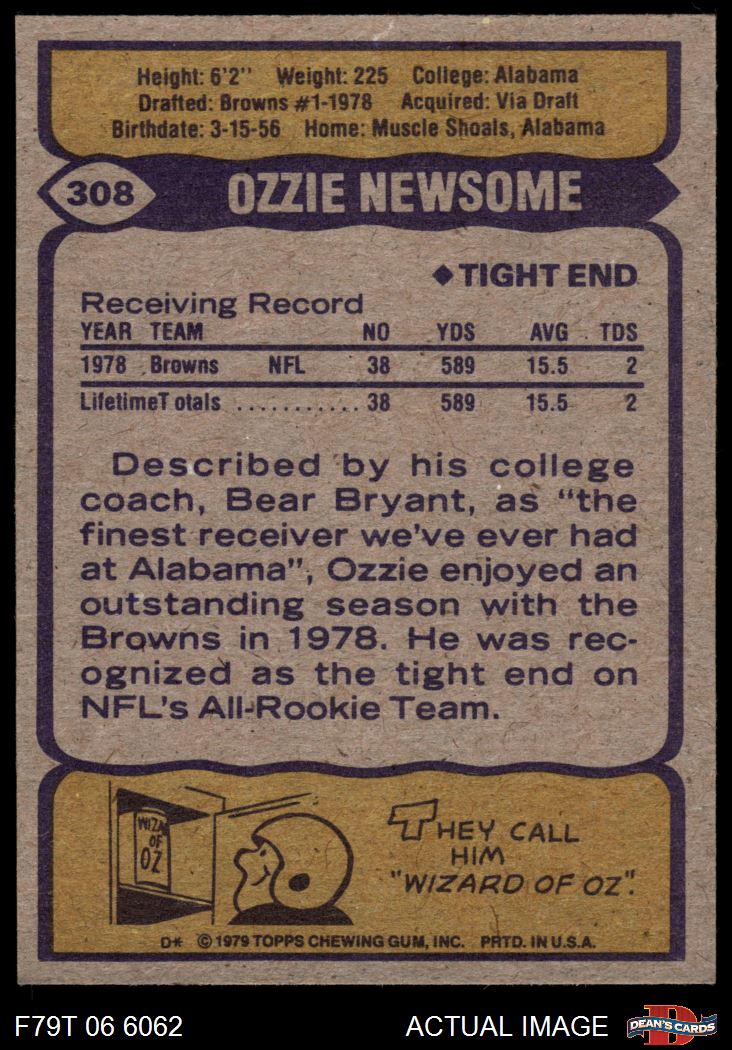 Height: 6'2" Weight: 225 College: Alabama
Drafted: Browns #1-1978 Acquired: Via Draft
Birthdate: 3-15-56 Home: Muscle Shoals, Alabama
308 OZZIE NEWSOME
◆TIGHT END
Receiving Record
YEAR TEAM NO YDS AVG TDS
1978 Browns NFL 38 589 15.5 2
LifetimeT otals ........... 38 589 15.5 2
Described by his college
coach, Bear Bryant, as "the
finest receiver we've ever had
at Alabama", Ozzie enjoyed an
outstanding season with the
Browns in 1978. He was rec-
ognized as the tight end on
NFL's All-Rookie Team.
WIZA
OF
OZ
THEY CALL
HIM
"WIZARD OF OZ".
D* © 1979 TOPPS CHEWING GUM, INC. PRTD. IN U.S.A.
F79T 06 6062 ACTUAL IMAGE
D
DEAN'S CARDS